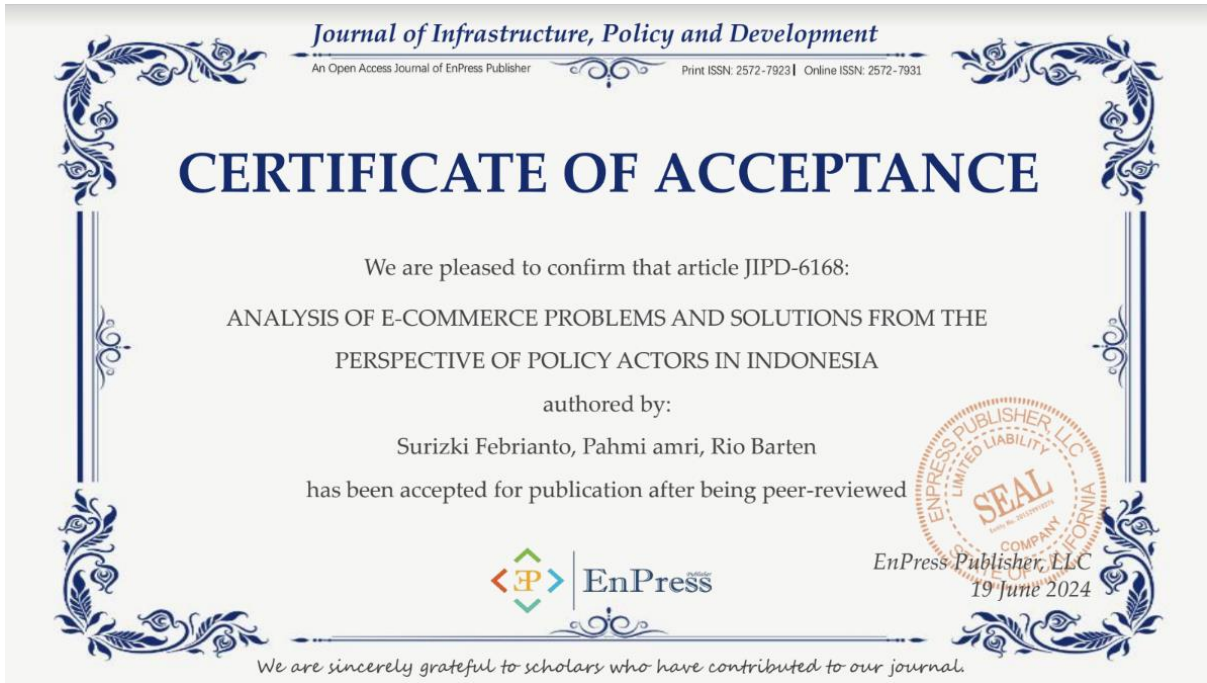 Journal of Infrastructure, Policy and Development
An Open Access Journal of EnPress Publisher
Print ISSN: 2572-7923 | Online ISSN: 2572-7931
CERTIFICATE OF ACCEPTANCE
We are pleased to confirm that article JIPD-6168:
ANALYSIS OF E-COMMERCE PROBLEMS AND SOLUTIONS FROM THE
PERSPECTIVE OF POLICY ACTORS IN INDONESIA
authored by:
Surizki Febrianto, Pahmi amri, Rio Barten
has been accepted for publication after being peer-reviewed
ENPRESS PUBLISHER, LLC
LIMITED LIABILITY
SEAL
COMPANY
STATE OF CALIFORNIA
EP
EnPress
Publisher
EnPress Publisher, LLC
19 June 2024
We are sincerely grateful to scholars who have contributed to our journal.